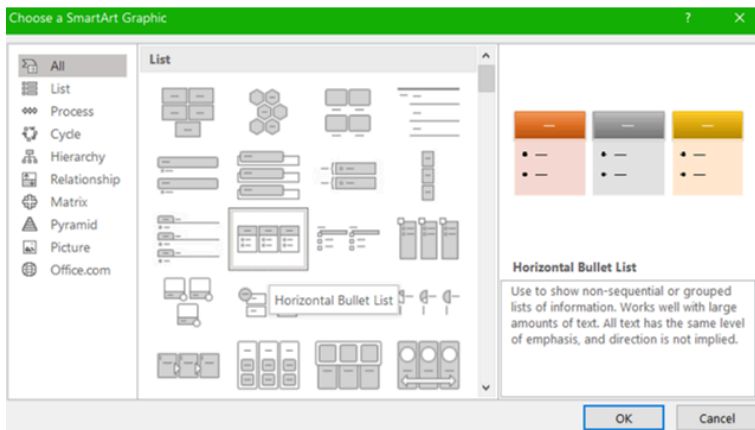 Choose a SmartArt Graphic
?
All
List
Process
Cycle
Hierarchy
Relationship
Matrix
Pyramid
Picture
Office.com
List
Horizontal Bullet List
Horizontal Bullet List
Use to show non-sequential or grouped
lists of information. Works well with large
amounts of text. All text has the same level
of emphasis, and direction is not implied.
OK
Cancel